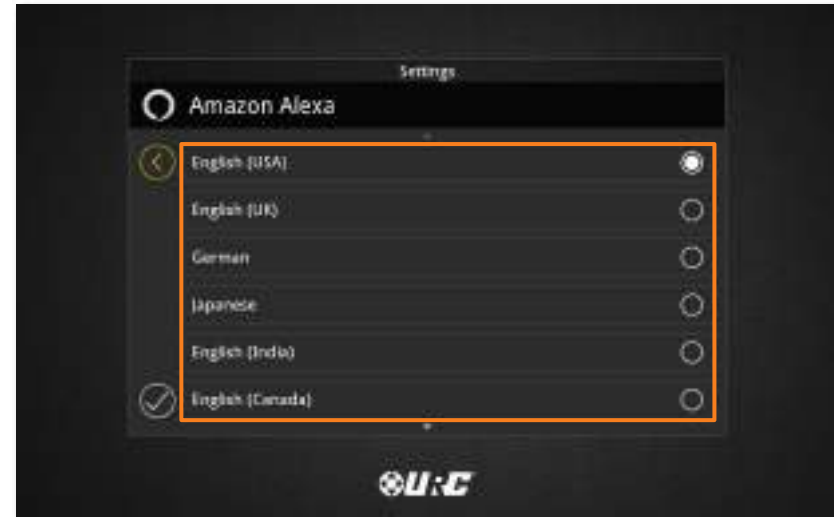 Settings
Amazon Alexa
English (USA)
English (UK)
German
Japanese
English (India)
English (Canada)
URC